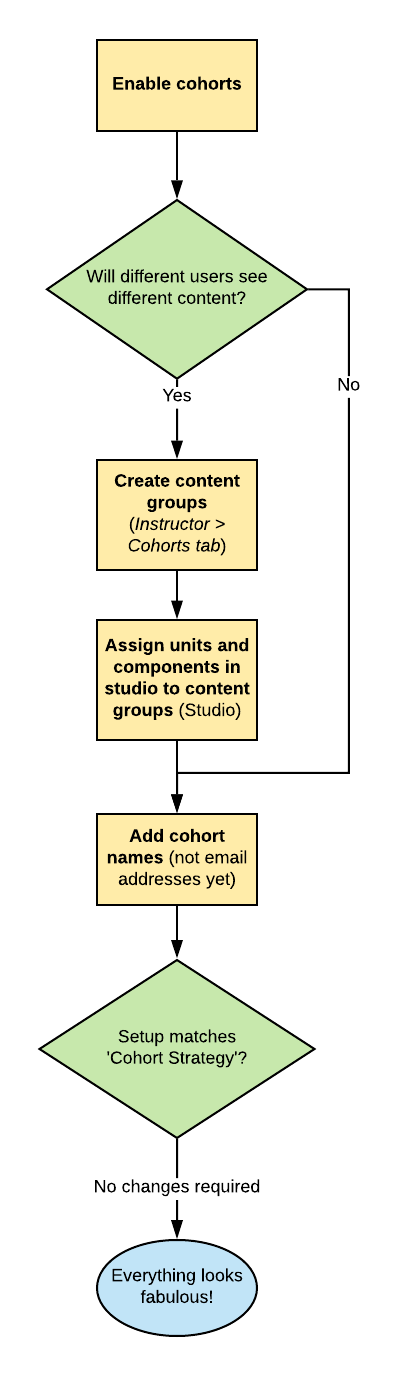 Enable cohorts
Will different users see
different content?
No
Yes
Create content
groups
(Instructor >
Cohorts tab)
Assign units and
components in
studio to content
groups (Studio)
Add cohort
names (not email
addresses yet)
Setup matches
'Cohort Strategy'?
No changes required
Everything looks
fabulous!